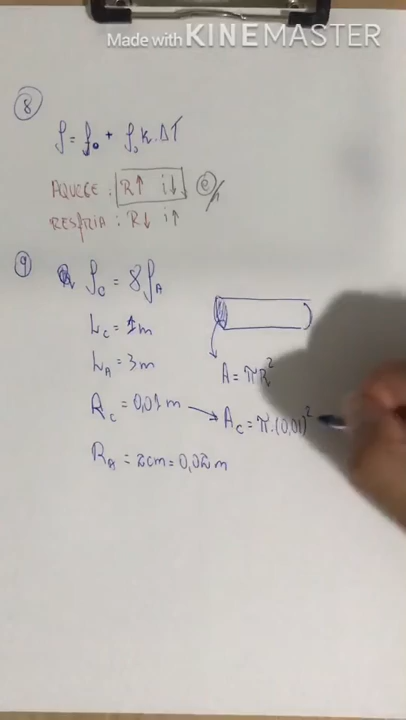 Made with KINEMASTER
8
ρ = ρ₀ + ρ₀ k·ΔT
AQUECE: R↑ i↓ e
RESFRIA: R↓ i↑
9
ρC = 8ρA
LC = 1m
LA = 3m
A = πR²
RC = 0,01 m
AC = π·(0,01)²
RA = 2cm = 0,02 m